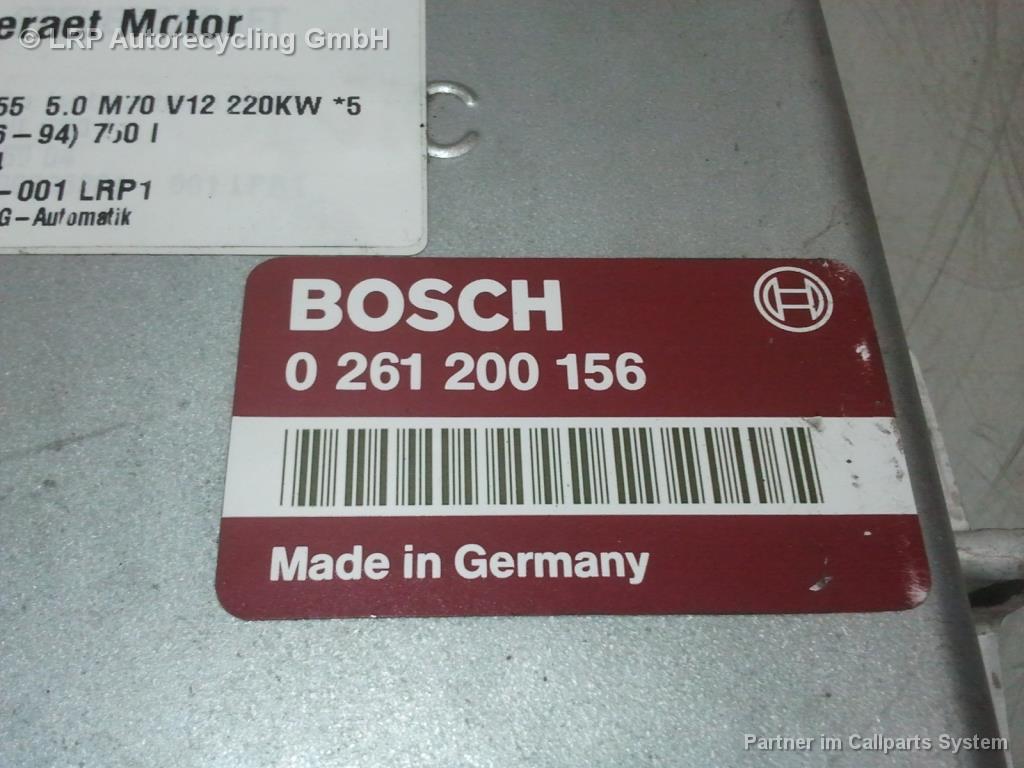 eraet Motor
© LRP Autorecycling GmbH
55 5.0 M70 V12 220KW *5
6-94) 750 I
-001 LRP1
G-Automatik
BOSCH
0 261 200 156
Made in Germany
Partner im Callparts System